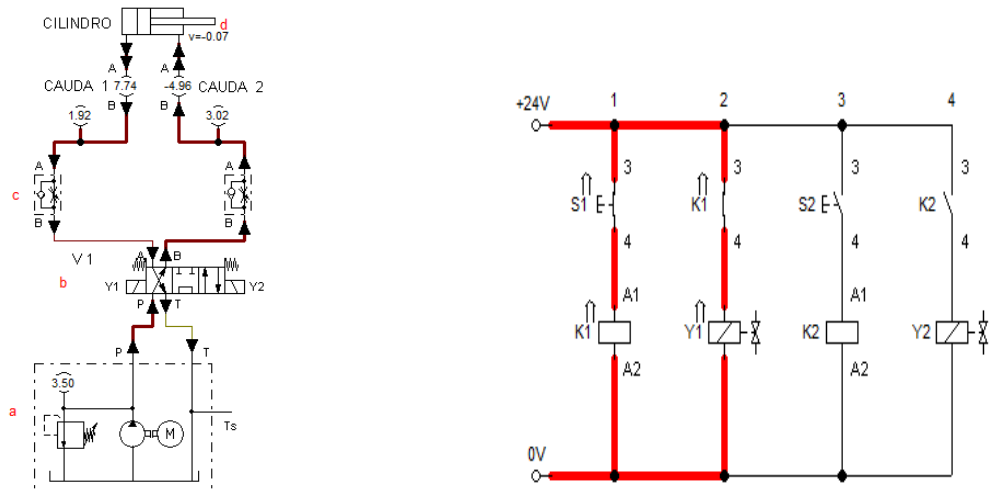 CILINDRO
d
v=-0.07
A A
CAUDA 1 7.74 -4.96 CAUDA 2
B B
1.92 3.02
A A
c
B B
V1 A B
b
Y1 Y2
P T
P T
3.50
a
M
Ts
1 2 3 4
+24V
3 3 3 3
S1 K1 S2 K2
4 4 4 4
A1 A1
K1 Y1 K2 Y2
A2 A2
0V